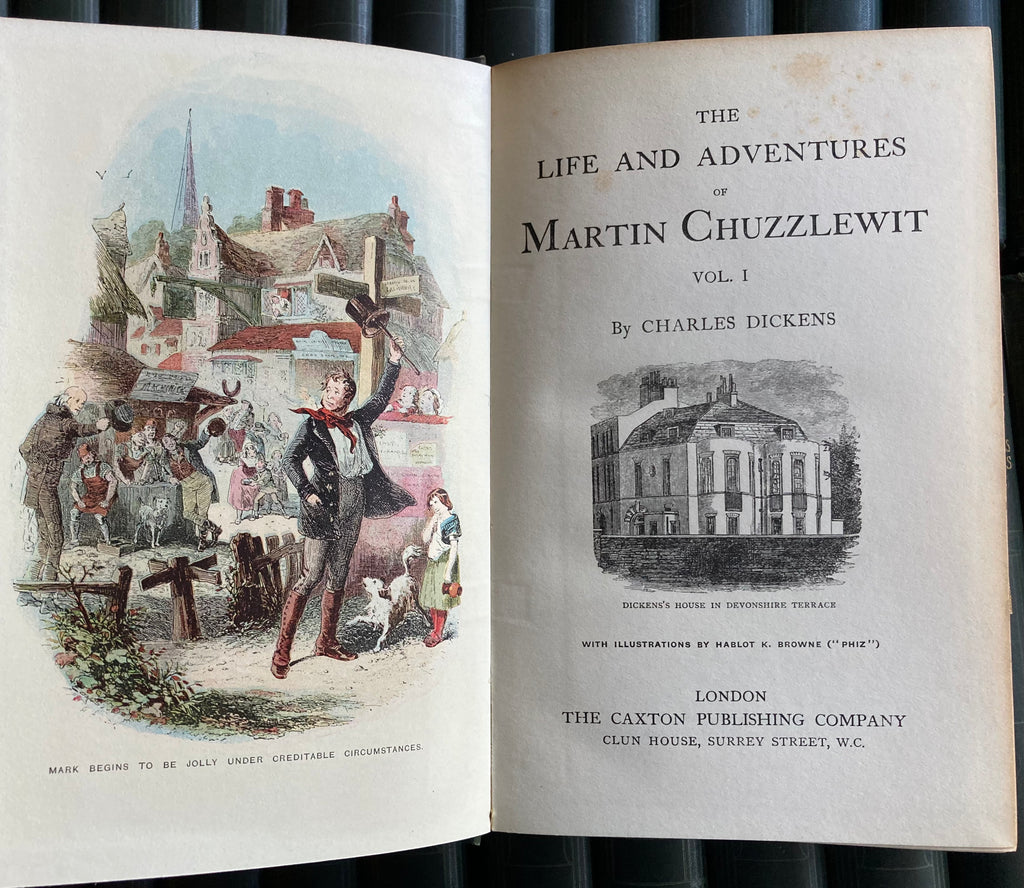 MARK BEGINS TO BE JOLLY UNDER CREDITABLE CIRCUMSTANCES.
THE
LIFE AND ADVENTURES
OF
MARTIN CHUZZLEWIT
VOL. I
By CHARLES DICKENS
DICKENS'S HOUSE IN DEVONSHIRE TERRACE
WITH ILLUSTRATIONS BY HABLOT K. BROWNE ("PHIZ")
LONDON
THE CAXTON PUBLISHING COMPANY
CLUN HOUSE, SURREY STREET, W.C.